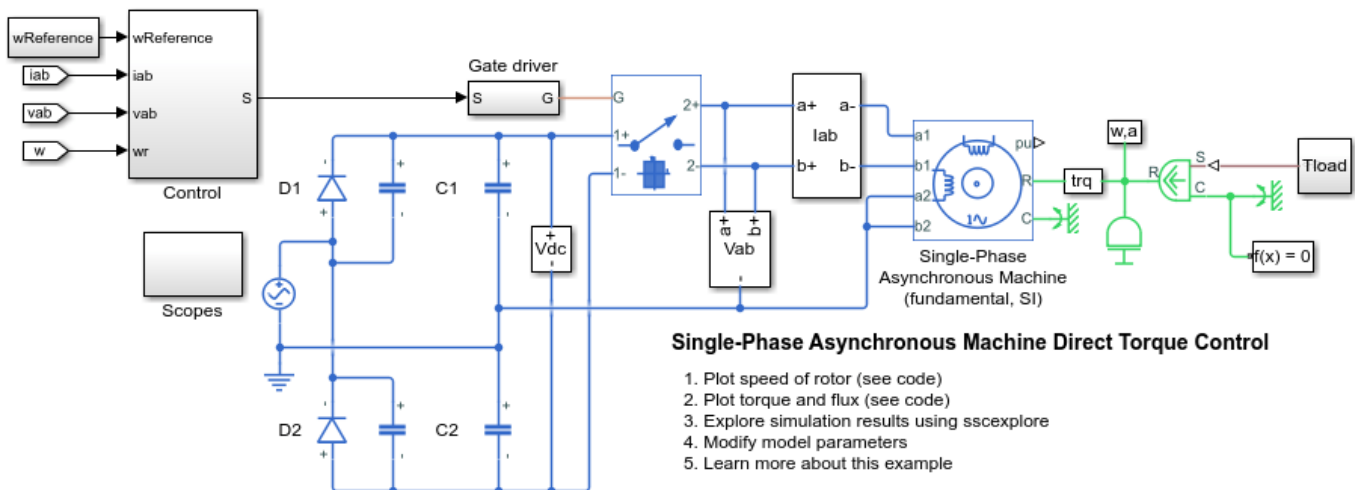 wReference
iab
vab
w
wReference
iab
vab
wr
S
Control
Gate driver
S
G
G
1+
1-
2+
2-
a+
b+
a-
b-
Iab
a1
b1
a2
b2
pu
R
C
1
Single-Phase
Asynchronous Machine
(fundamental, SI)
trq
w,a
R
S
C
Tload
f(x) = 0
D1
-
+
+
-
C1
+
-
+
Vdc
-
a+
b+
Vab
-
Scopes
D2
-
+
+
-
C2
+
-
Single-Phase Asynchronous Machine Direct Torque Control
1. Plot speed of rotor (see code)
2. Plot torque and flux (see code)
3. Explore simulation results using sscexplore
4. Modify model parameters
5. Learn more about this example